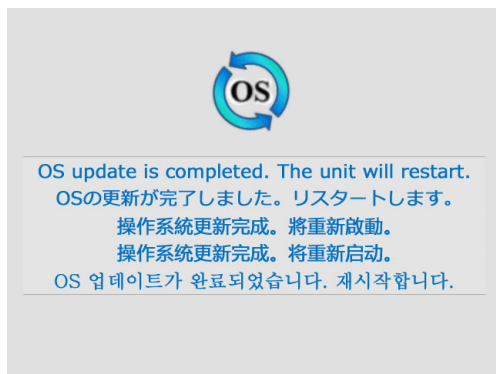 OS
OS update is completed. The unit will restart.
OSの更新が完了しました。リスタートします。
操作系統更新完成。將重新啟動。
操作系统更新完成。将重新启动。
OS 업데이트가 완료되었습니다. 재시작합니다.